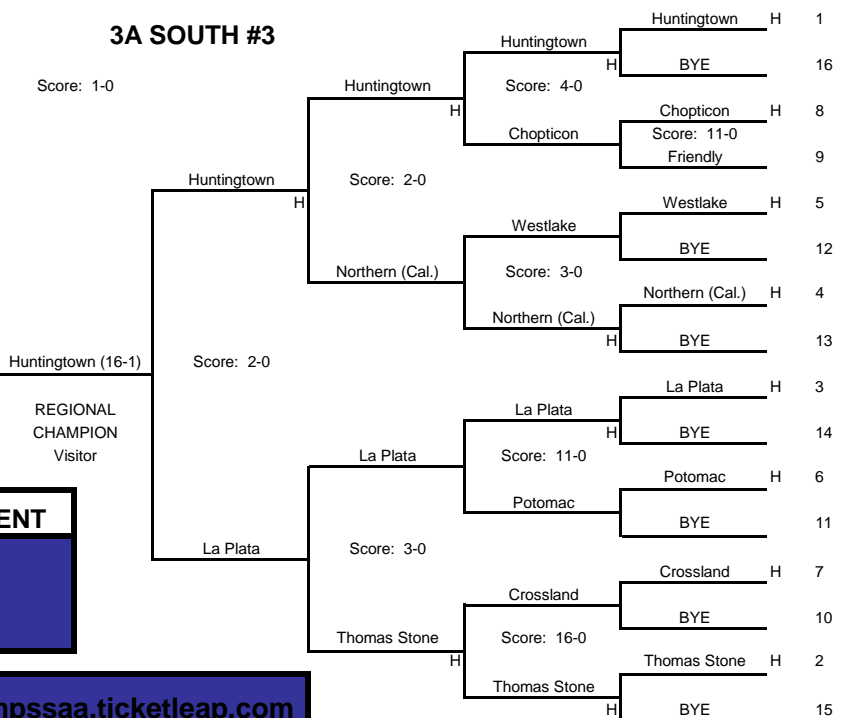 3A SOUTH #3
Huntingtown H 1
Huntingtown
H BYE 16
Score: 1-0 Huntingtown Score: 4-0
H Chopticon H 8
Chopticon Score: 11-0
Friendly 9
Huntingtown Score: 2-0
H Westlake H 5
Westlake
BYE 12
Northern (Cal.) Score: 3-0
Northern (Cal.) H 4
Northern (Cal.)
H BYE 13
Huntingtown (16-1) Score: 2-0
La Plata H 3
REGIONAL La Plata
CHAMPION H BYE 14
Visitor La Plata Score: 11-0
Potomac H 6
Potomac
BYE 11
La Plata Score: 3-0
Crossland H 7
Crossland
BYE 10
Thomas Stone Score: 16-0
H Thomas Stone H 2
Thomas Stone
H BYE 15